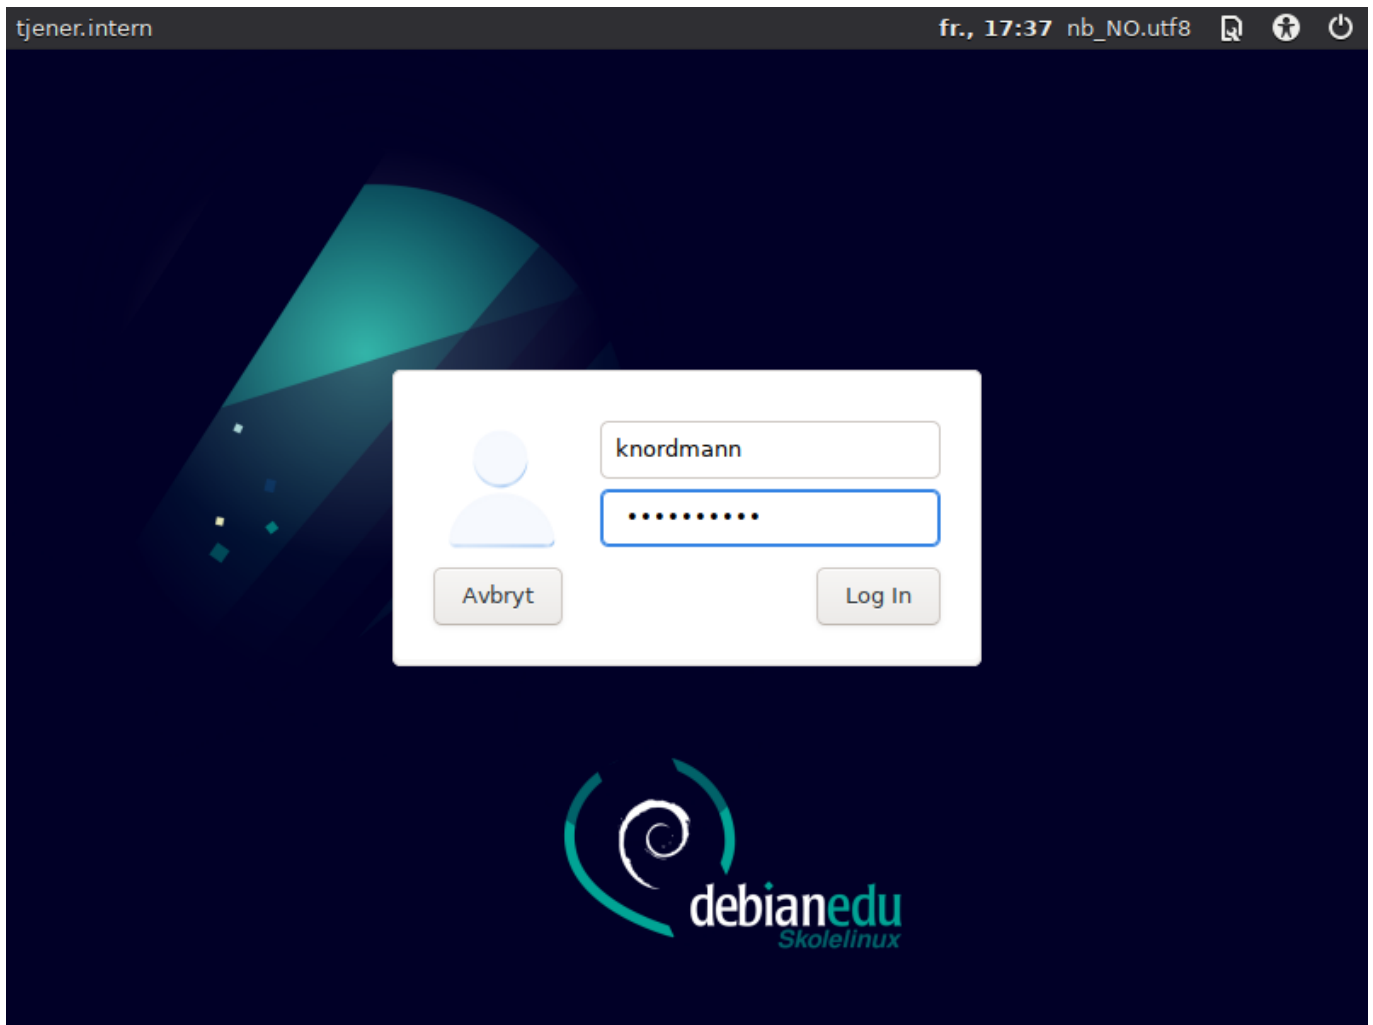 tjener.intern fr., 17:37 nb_NO.utf8
knordmann
••••••••••
Avbryt Log In
debianedu
Skolelinux